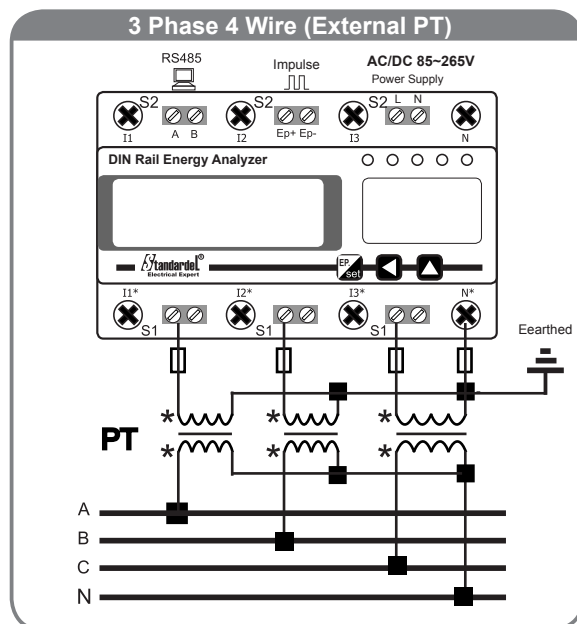 3 Phase 4 Wire (External PT)
RS485 Impulse AC/DC 85~265V
Power Supply
S2 S2 S2 L N
I1 A B I2 Ep+ Ep- I3 N
DIN Rail Energy Analyzer
Standardel®
Electrical Expert
EP
set
I1* I2* I3* N*
S1 S1 S1
Eearthed
* * *
PT * * *
A
B
C
N